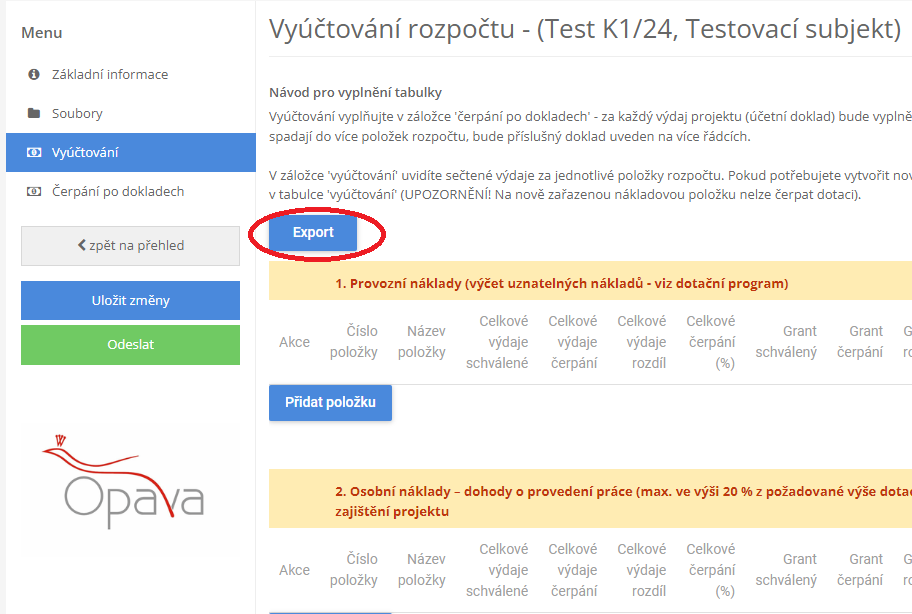 Menu
Základní informace
Soubory
Vyúčtování
Čerpání po dokladech
zpět na přehled
Uložit změny
Odeslat
Opava
Vyúčtování rozpočtu - (Test K1/24, Testovací subjekt)
Návod pro vyplnění tabulky
Vyúčtování vyplňujte v záložce 'čerpání po dokladech' - za každý výdaj projektu (účetní doklad) bude
spadají do více položek rozpočtu, bude příslušný doklad uveden na více řádcích.
V záložce 'vyúčtování' uvidíte sečtené výdaje za jednotlivé položky rozpočtu. Pokud potřebujete vytvořit
v tabulce 'vyúčtování' (UPOZORNĚNÍ! Na nově zařazenou nákladovou položku nelze čerpat dotaci).
Export
1. Provozní náklady (výčet uznatelných nákladů - viz dotační program)
Akce Číslo položky Název položky Celkové výdaje schválené Celkové výdaje čerpání Celkové výdaje rozdíl Celkové čerpání (%) Grant schválený Grant čerpání
Přidat položku
2. Osobní náklady – dohody o provedení práce (max. ve výši 20 % z požadované výše
zajištění projektu
Akce Číslo položky Název položky Celkové výdaje schválené Celkové výdaje čerpání Celkové výdaje rozdíl Celkové čerpání (%) Grant schválený Grant čerpání